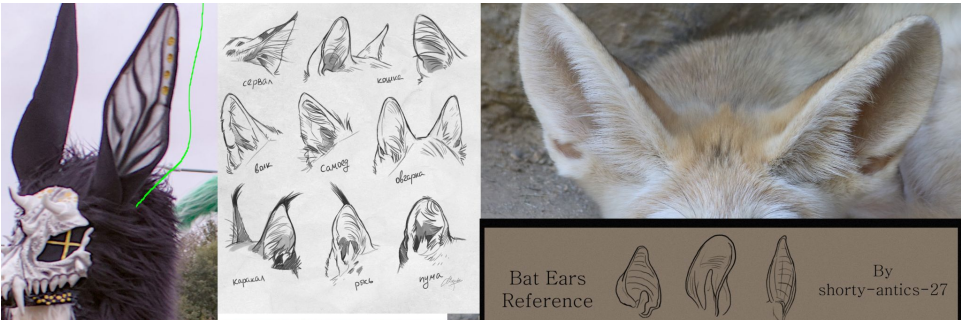 сервал
кошка
волк
Самоед
овчарка
каракал
рысь
пума
Bat Ears
Reference
By
shorty-antics-27